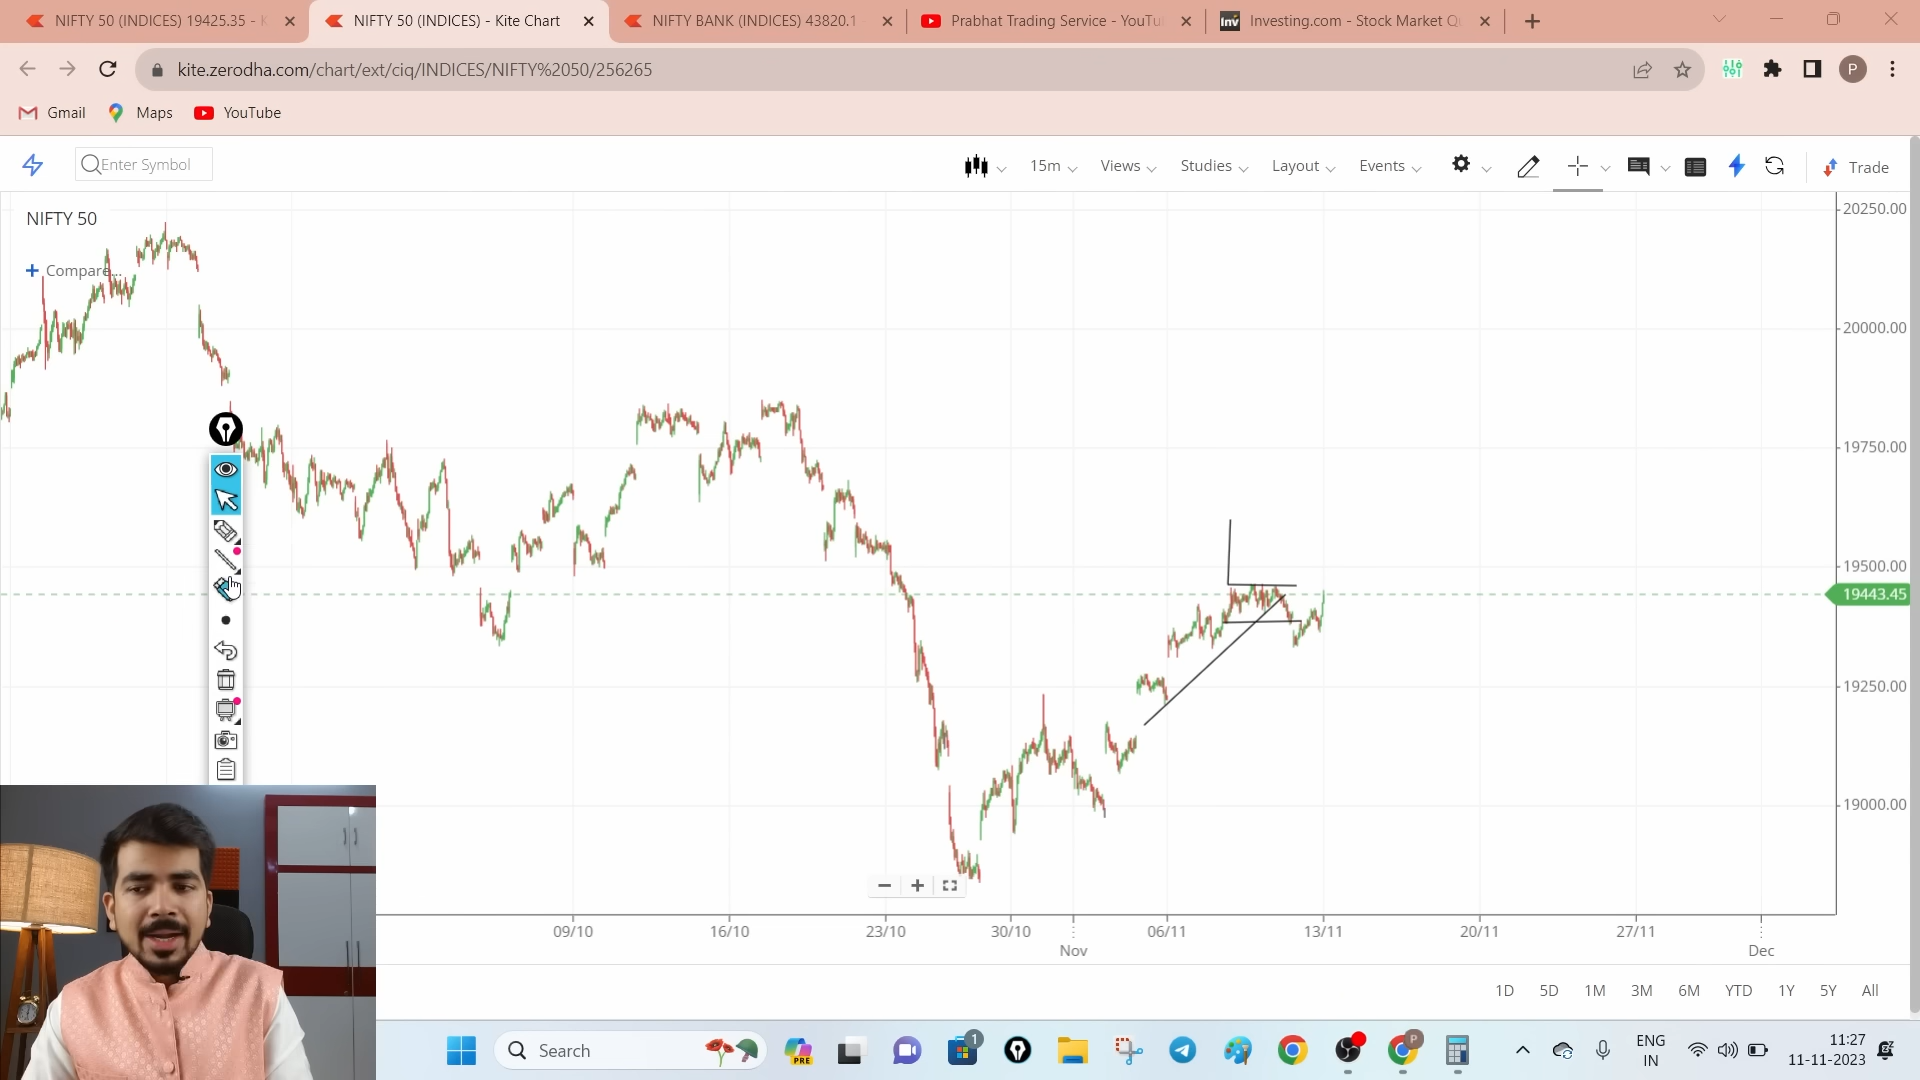 NIFTY 50 (INDICES) 19425.35 - K
NIFTY 50 (INDICES) - Kite Chart
NIFTY BANK (INDICES) 43820.1
Prabhat Trading Service - YouTu
Investing.com - Stock Market Qu
kite.zerodha.com/chart/ext/ciq/INDICES/NIFTY%2050/256265
P
Gmail
Maps
YouTube
Enter Symbol
15m
Views
Studies
Layout
Events
Trade
NIFTY 50
Compare...
20250.00
20000.00
19750.00
19500.00
19443.45
19250.00
19000.00
09/10
16/10
23/10
30/10
Nov
06/11
13/11
20/11
27/11
Dec
1D
5D
1M
3M
6M
YTD
1Y
5Y
All
Search
PRE
1
P
ENG
IN
11:27
11-11-2023